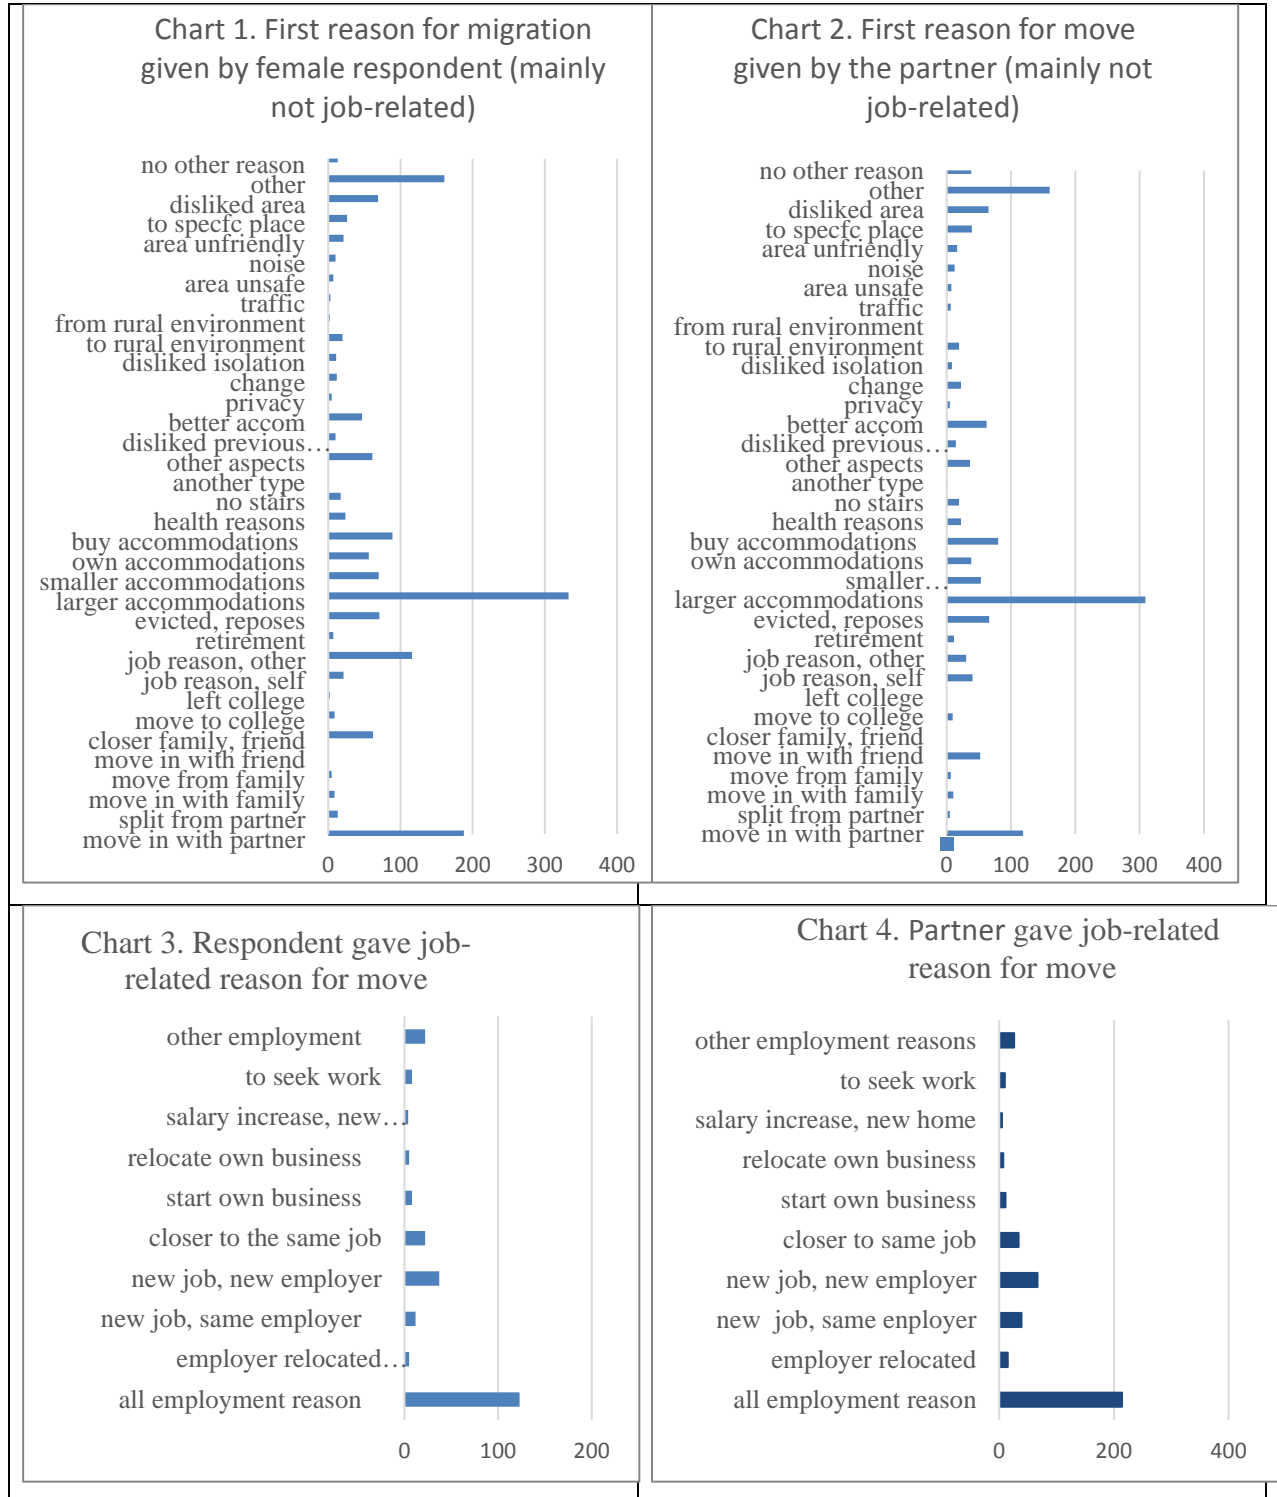 Chart 1. First reason for migration
given by female respondent (mainly
not job-related)
no other reason
other
disliked area
to specfc place
area unfriendly
noise
area unsafe
traffic
from rural environment
to rural environment
disliked isolation
change
privacy
better accom
disliked previous…
other aspects
another type
no stairs
health reasons
buy accommodations
own accommodations
smaller accommodations
larger accommodations
evicted, reposes
retirement
job reason, other
job reason, self
left college
move to college
closer family, friend
move in with friend
move from family
move in with family
split from partner
move in with partner
0 100 200 300 400
Chart 2. First reason for move
given by the partner (mainly not
job-related)
no other reason
other
disliked area
to specfc place
area unfriendly
noise
area unsafe
traffic
from rural environment
to rural environment
disliked isolation
change
privacy
better accom
disliked previous…
other aspects
another type
no stairs
health reasons
buy accommodations
own accommodations
smaller…
larger accommodations
evicted, reposes
retirement
job reason, other
job reason, self
left college
move to college
closer family, friend
move in with friend
move from family
move in with family
split from partner
move in with partner
0 100 200 300 400
Chart 3. Respondent gave job-
related reason for move
other employment
to seek work
salary increase, new…
relocate own business
start own business
closer to the same job
new job, new employer
new job, same employer
employer relocated…
all employment reason
0 100 200
Chart 4. Partner gave job-related
reason for move
other employment reasons
to seek work
salary increase, new home
relocate own business
start own business
closer to same job
new job, new employer
new job, same enployer
employer relocated
all employment reason
0 200 400